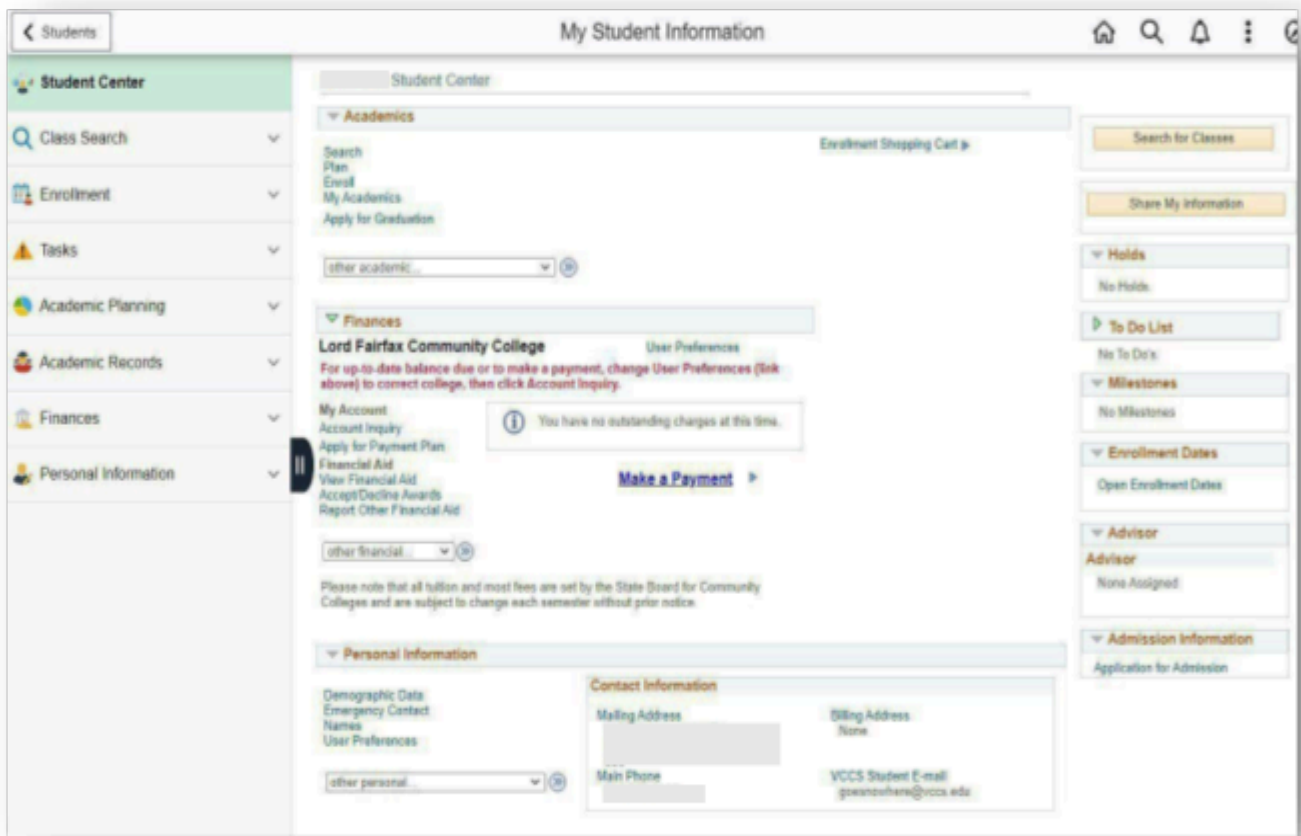 Students
My Student Information
Student Center
Class Search
Enrollment
Tasks
Academic Planning
Academic Records
Finances
Personal Information
Student Center
Academics
Search
Plan
Enroll
My Academics
Apply for Graduation
Enrollment Shopping Cart
other academic...
Finances
Lord Fairfax Community College
User Preferences
For up-to-date balance due or to make a payment, change User Preferences (link
above) to correct college, then click Account Inquiry.
My Account
Account Inquiry
Apply for Payment Plan
Financial Aid
View Financial Aid
Accept/Decline Awards
Report Other Financial Aid
You have no outstanding charges at this time.
Make a Payment
other financial...
Please note that all tuition and most fees are set by the State Board for Community
Colleges and are subject to change each semester without prior notice.
Personal Information
Demographic Data
Emergency Contact
Names
User Preferences
other personal...
Contact Information
Mailing Address
Billing Address
None
Main Phone
VCCS Student E-mail
goesnowhere@vccs.edu
Search for Classes
Share My Information
Holds
No Holds.
To Do List
No To Do's.
Milestones
No Milestones
Enrollment Dates
Open Enrollment Dates
Advisor
Advisor
None Assigned
Admission Information
Application for Admission